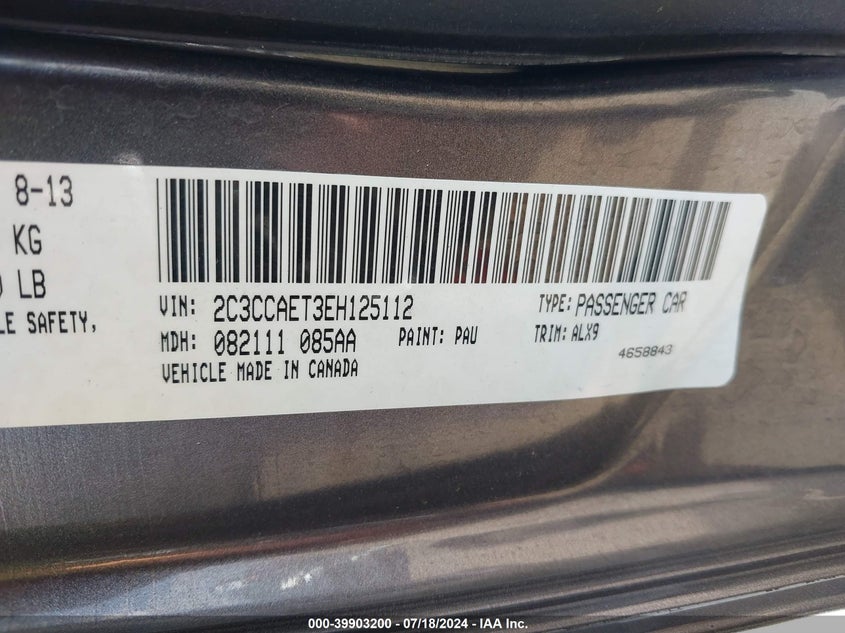 8-13
KG
LB
LE SAFETY,
VIN: 2C3CCAET3EH125112
TYPE: PASSENGER CAR
MDH: 082111 085AA
PAINT: PAU
TRIM: ALX9
VEHICLE MADE IN CANADA
4658843
000-39903200 - 07/18/2024 - IAA Inc.